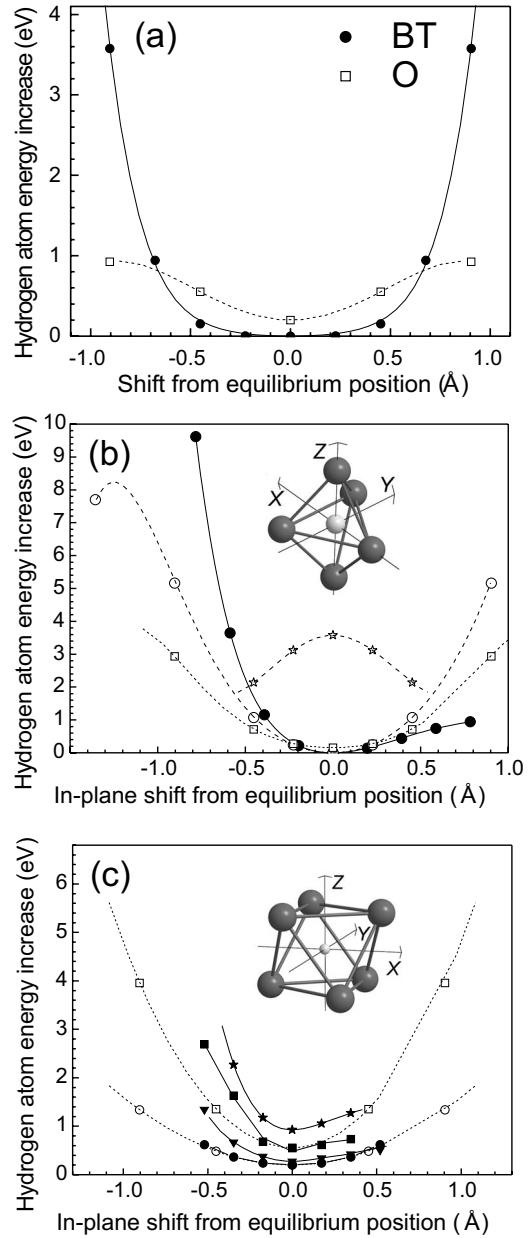 (a)
BT
O
Hydrogen atom energy increase (eV)
4
3
2
1
0
-1.0 -0.5 0.0 0.5 1.0
Shift from equilibrium position (Å)
(b)
Z
Y
X
Hydrogen atom energy increase (eV)
10
9
8
7
6
5
4
3
2
1
0
-1.0 -0.5 0.0 0.5 1.0
In-plane shift from equilibrium position (Å)
(c)
Z
Y
X
Hydrogen atom energy increase (eV)
6
5
4
3
2
1
0
-1.0 -0.5 0.0 0.5 1.0
In-plane shift from equilibrium position (Å)